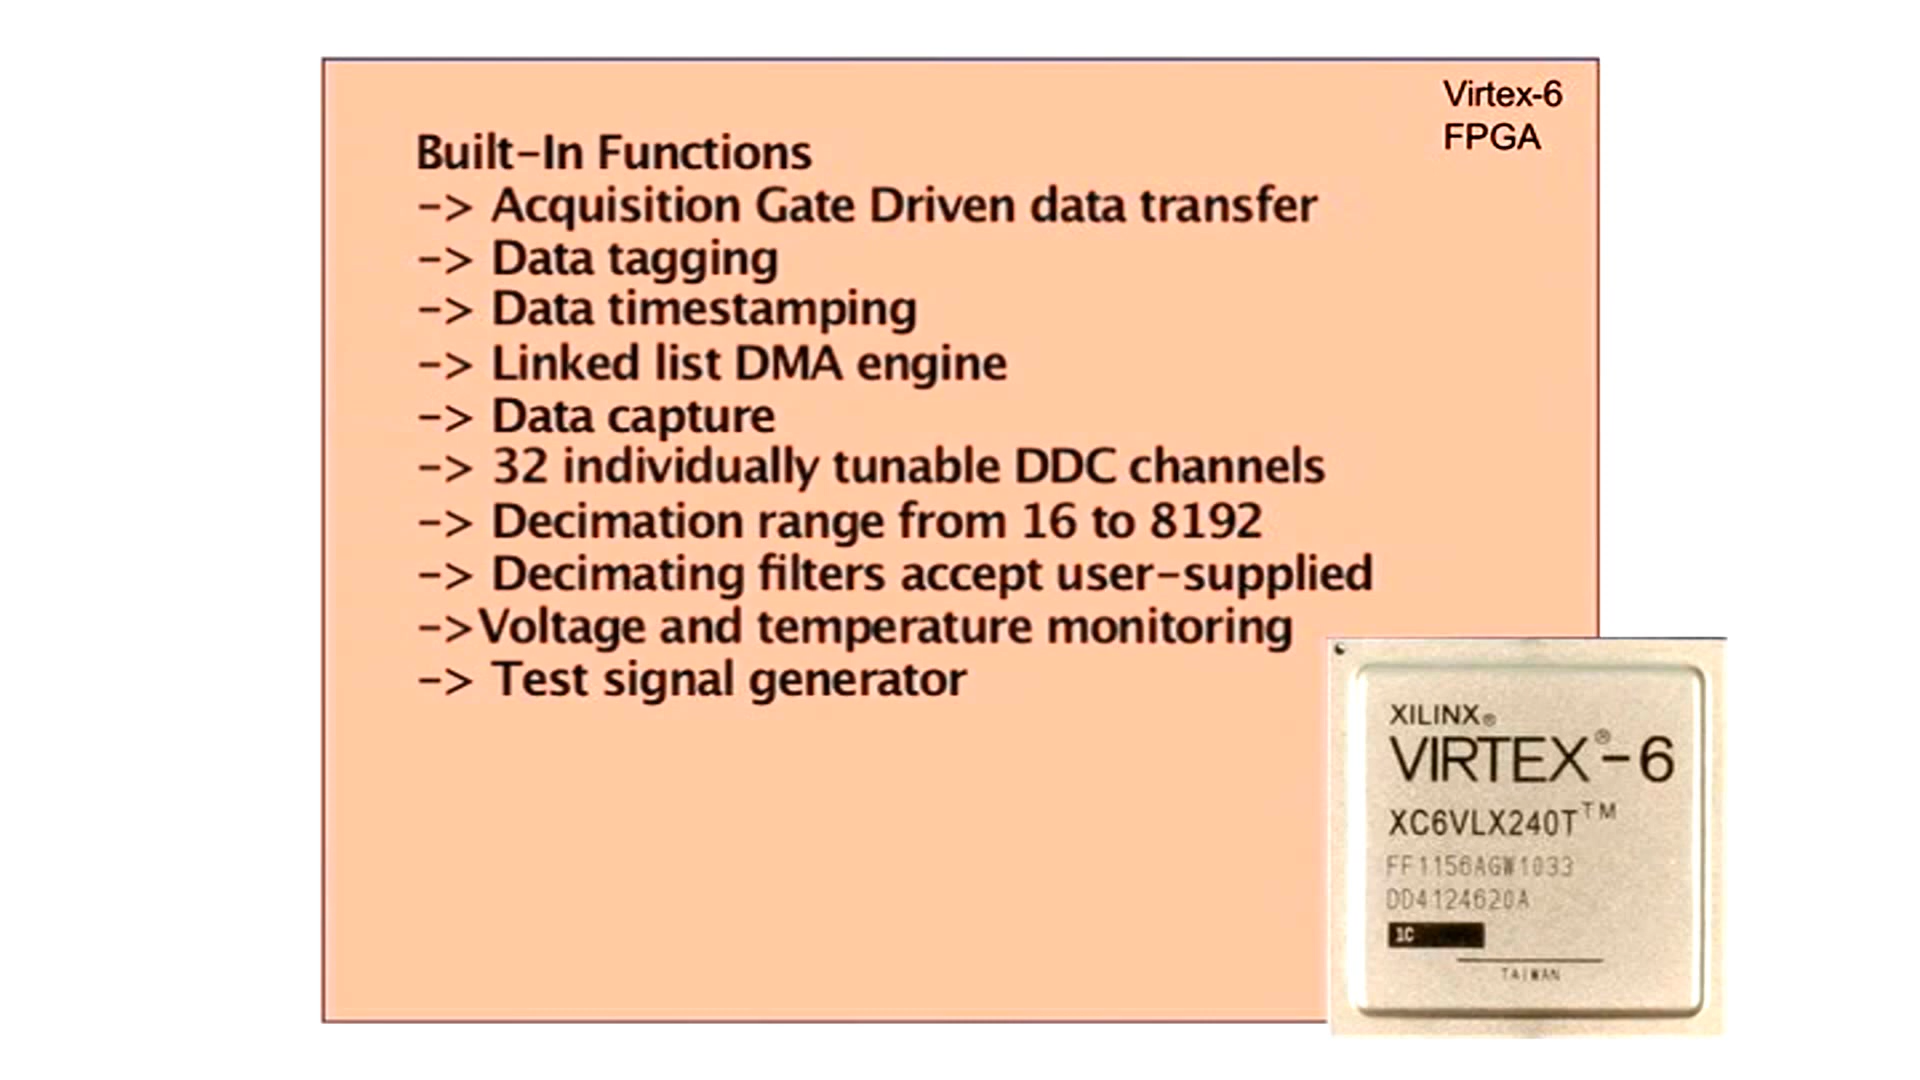 Virtex-6
FPGA
Built-In Functions
-> Acquisition Gate Driven data transfer
-> Data tagging
-> Data timestamping
-> Linked list DMA engine
-> Data capture
-> 32 individually tunable DDC channels
-> Decimation range from 16 to 8192
-> Decimating filters accept user-supplied
->Voltage and temperature monitoring
-> Test signal generator
XILINX®
VIRTEX®-6
XC6VLX240T™
FF1156AGW1033
DD4124620A
1C
TAIWAN